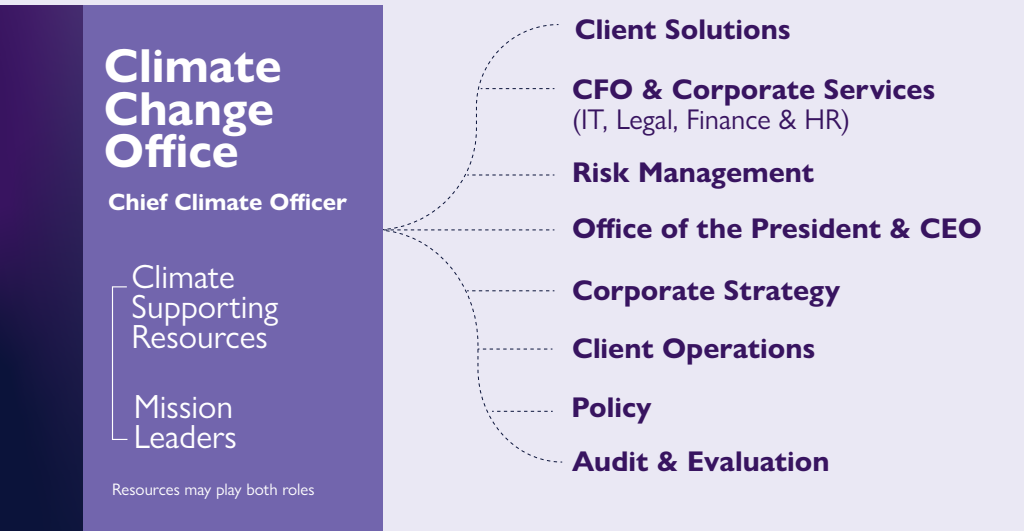 Climate
Change
Office
Chief Climate Officer
Climate
Supporting
Resources
Mission
Leaders
Resources may play both roles
Client Solutions
CFO & Corporate Services
(IT, Legal, Finance & HR)
Risk Management
Office of the President & CEO
Corporate Strategy
Client Operations
Policy
Audit & Evaluation